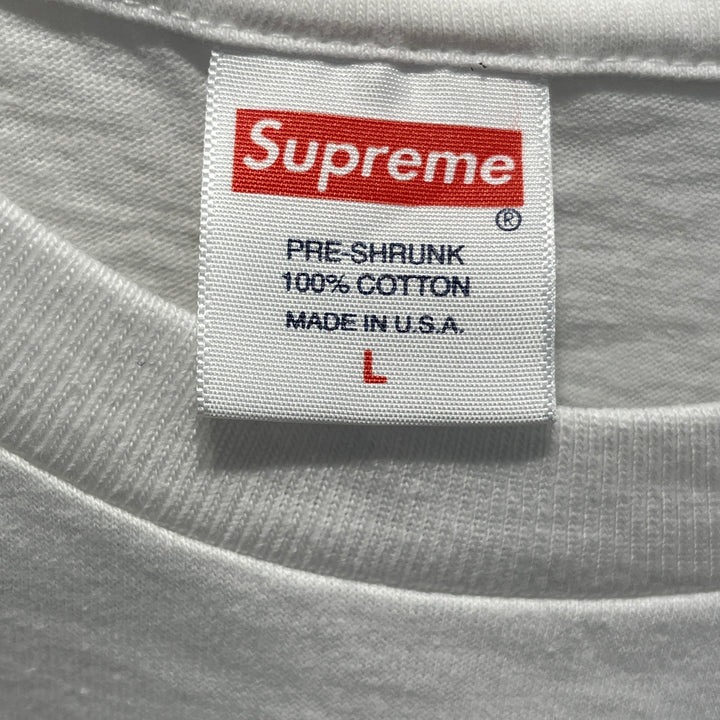 Supreme
®
PRE-SHRUNK
100% COTTON
MADE IN U.S.A.
L